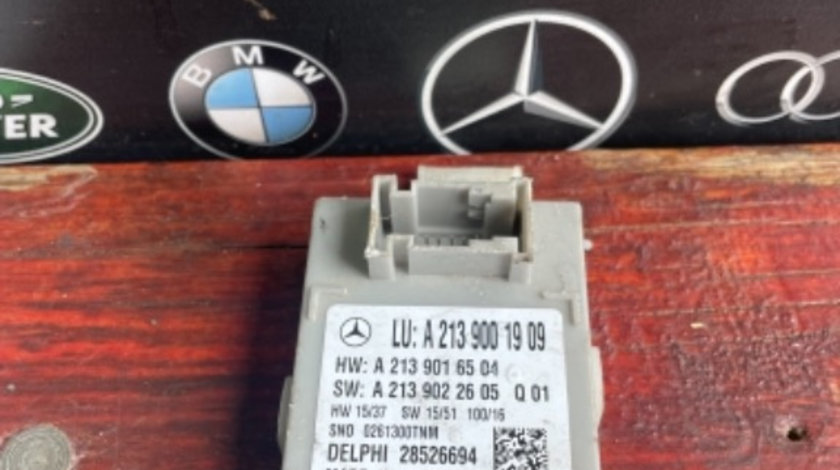 TER
BMW
LU: A 213 900 19 09
HW: A 213 901 65 04
SW: A 213 902 26 05 Q 01
HW 15/37 SW 15/51 100/16
SNO 0261300TNM
DELPHI 28526694